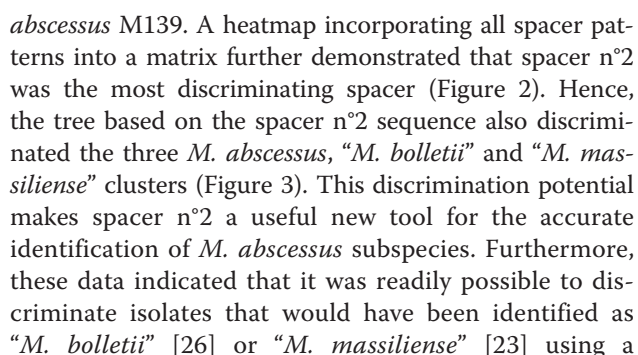 abscessus M139. A heatmap incorporating all spacer pat-
terns into a matrix further demonstrated that spacer n°2
was the most discriminating spacer (Figure 2). Hence,
the tree based on the spacer n°2 sequence also discrimi-
nated the three M. abscessus, “M. bolletii” and “M. mas-
siliense” clusters (Figure 3). This discrimination potential
makes spacer n°2 a useful new tool for the accurate
identification of M. abscessus subspecies. Furthermore,
these data indicated that it was readily possible to dis-
criminate isolates that would have been identified as
“M. bolletii” [26] or “M. massiliense” [23] using a